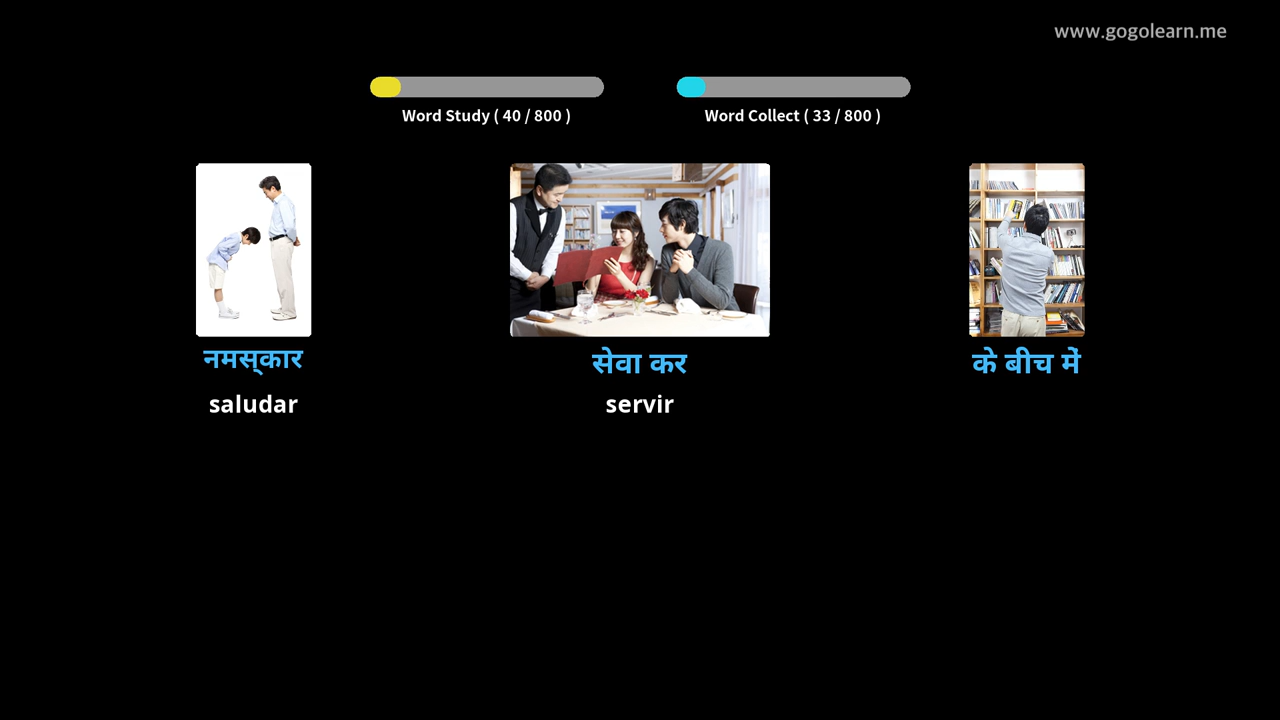 www.gogolearn.me
Word Study ( 40 / 800 )
Word Collect ( 33 / 800 )
नमस्‌कार
सेवा कर
के बीच में
saludar
servir